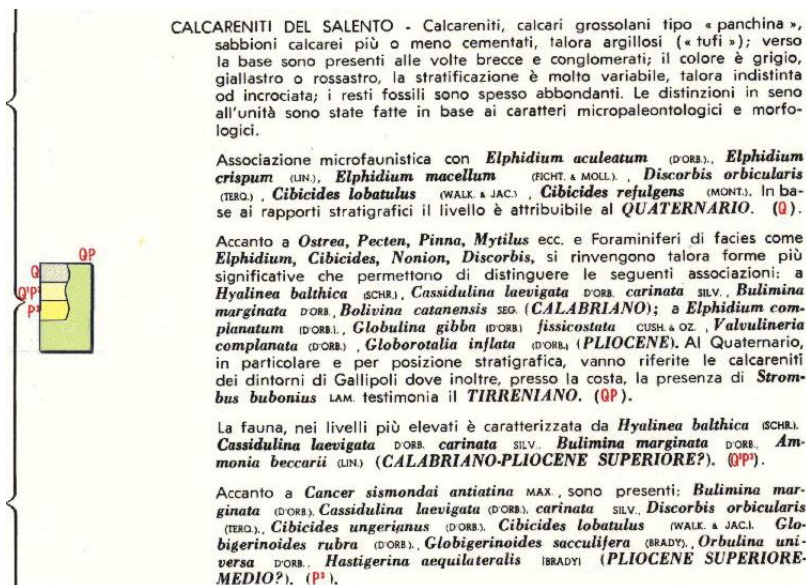 CALCARENITI DEL SALENTO - Calcareniti, calcari grossolani tipo « panchina »,
sabbioni calcarei più o meno cementati, talora argillosi (« tufi »); verso
la base sono presenti alle volte brecce e conglomerati; il colore è grigio,
giallastro o rossastro, la stratificazione è molto variabile, talora indistinta
od incrociata; i resti fossili sono spesso abbondanti. Le distinzioni in seno
all'unità sono state fatte in base ai caratteri micropaleontologici e morfo-
logici.
Associazione microfaunistica con Elphidium aculeatum (D'ORB.)., Elphidium
crispum (LIN.), Elphidium macellum (FICHT. & MOLL). , Discorbis orbicularis
(TERQ.) , Cibicides lobatulus (WALK. & JAC.) , Cibicides refulgens (MONT.). In ba-
se ai rapporti stratigrafici il livello è attribuibile al QUATERNARIO. (Q).
Accanto a Ostrea, Pecten, Pinna, Mytilus ecc. e Foraminiferi di facies come
Elphidium, Cibicides, Nonion, Discorbis, si rinvengono talora forme più
significative che permettono di distinguere le seguenti associazioni: a
Hyalinea balthica (SCHR.), Cassidulina laevigata D'ORB. carinata SILV., Bulimina
marginata D'ORB., Bolivina catanensis SEG. (CALABRIANO); a Elphidium com-
planatum (D'ORB.)., Globulina gibba (D'ORB) fissicostata CUSH. & OZ. , Valvulineria
complanata (D'ORB.) , Globorotalia inflata (D'ORB.) (PLIOCENE). Al Quaternario,
in particolare e per posizione stratigrafica, vanno riferite le calcareniti
dei dintorni di Gallipoli dove inoltre, presso la costa, la presenza di Strom-
bus bubonius LAM. testimonia il TIRRENIANO. (QP).
La fauna, nei livelli più elevati è caratterizzata da Hyalinea balthica (SCHR.).
Cassidulina laevigata D'ORB. carinata SILV.. Bulimina marginata D'ORB., Am-
monia beccarii (LIN.) (CALABRIANO-PLIOCENE SUPERIORE?). (Q¹P³).
Accanto a Cancer sismondai antiatina MAX., sono presenti: Bulimina mar-
ginata (D'ORB). Cassidulina laevigata (D'ORB.). carinata SILV., Discorbis orbicularis
(TERQ.)., Cibicides ungerianus (D'ORB.). Cibicides lobatulus (WALK. & JAC.). Glo-
bigerinoides rubra (D'ORB.)., Globigerinoides sacculifera (BRADY)., Orbulina uni-
versa D'ORB.. Hastigerina aequilateralis (BRADY) (PLIOCENE SUPERIORE-
MEDIO?). (P³).
QP
Q
Q¹P³
P³